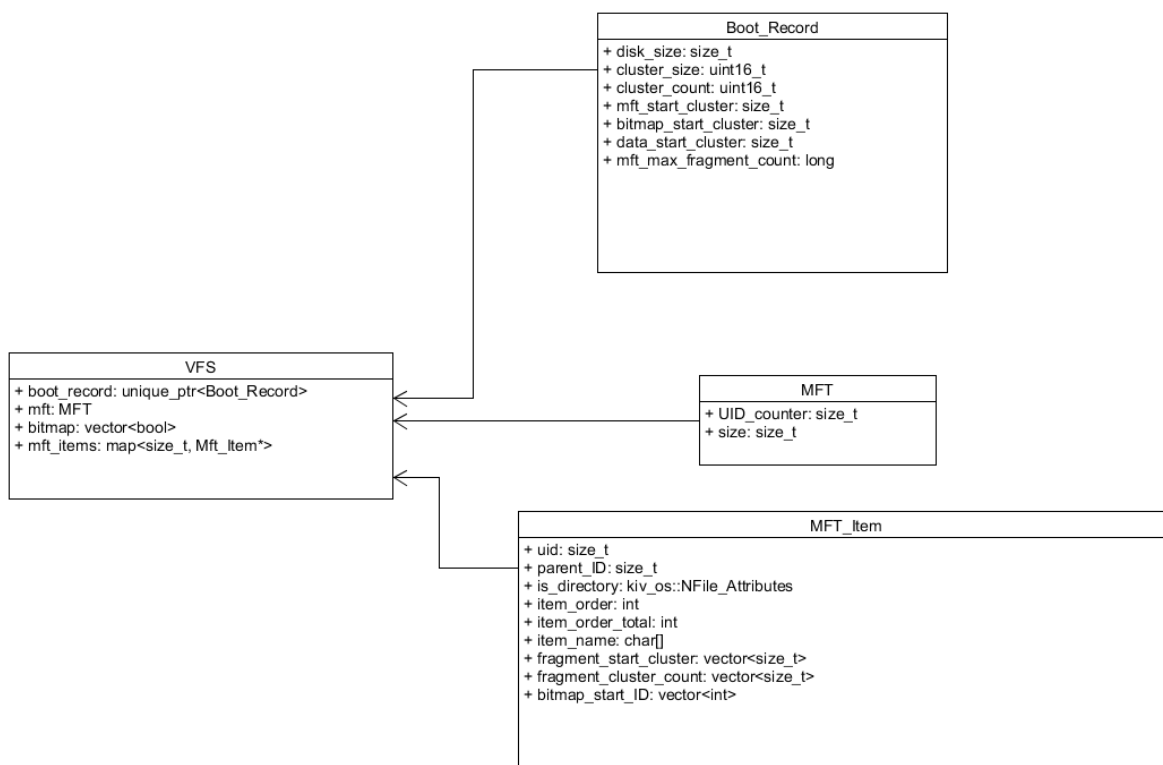 Boot_Record
+ disk_size: size_t
+ cluster_size: uint16_t
+ cluster_count: uint16_t
+ mft_start_cluster: size_t
+ bitmap_start_cluster: size_t
+ data_start_cluster: size_t
+ mft_max_fragment_count: long
VFS
+ boot_record: unique_ptr<Boot_Record>
+ mft: MFT
+ bitmap: vector<bool>
+ mft_items: map<size_t, Mft_Item*>
MFT
+ UID_counter: size_t
+ size: size_t
MFT_Item
+ uid: size_t
+ parent_ID: size_t
+ is_directory: kiv_os::NFile_Attributes
+ item_order: int
+ item_order_total: int
+ item_name: char[]
+ fragment_start_cluster: vector<size_t>
+ fragment_cluster_count: vector<size_t>
+ bitmap_start_ID: vector<int>